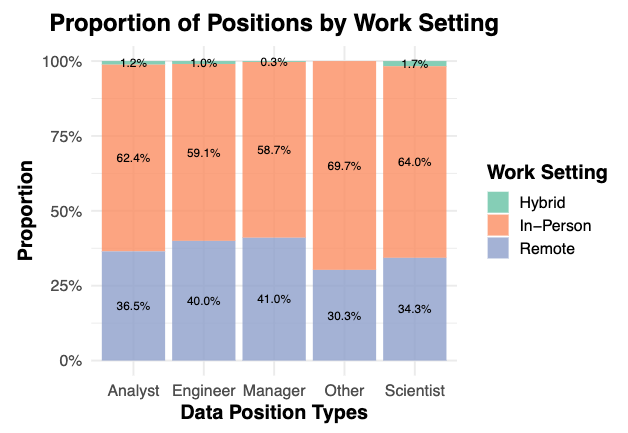 Proportion of Positions by Work Setting
100%
75%
50%
25%
0%
Proportion
1.2% 1.0% 0.3% 1.7%
62.4% 59.1% 58.7% 69.7% 64.0%
36.5% 40.0% 41.0% 30.3% 34.3%
Analyst Engineer Manager Other Scientist
Data Position Types
Work Setting
Hybrid
In−Person
Remote